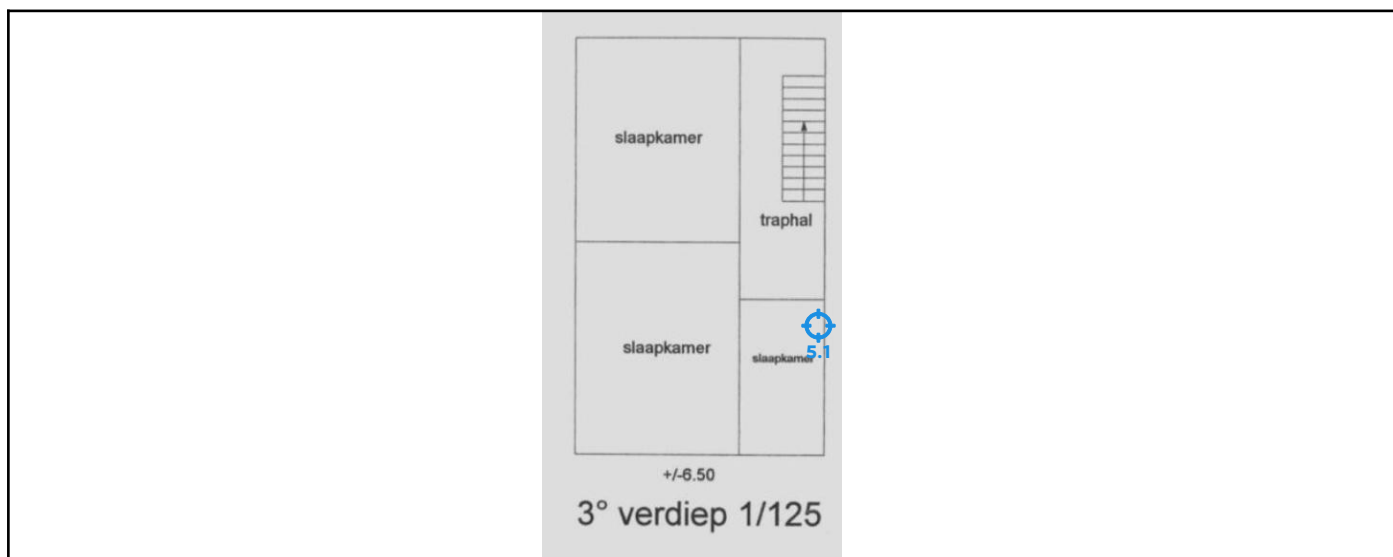 slaapkamer
traphal
slaapkamer
5.1
slaapkamer
+/-6.50
3° verdiep 1/125